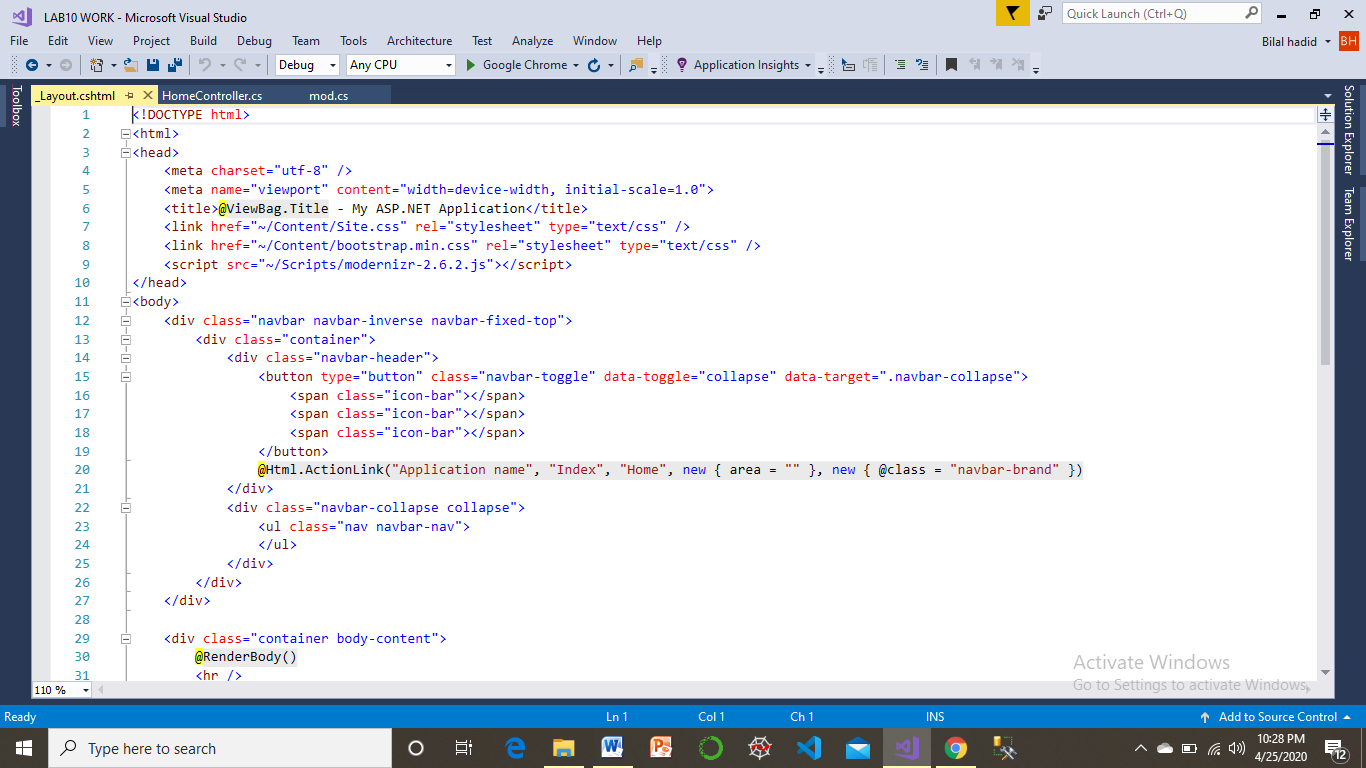 LAB10 WORK - Microsoft Visual Studio
Quick Launch (Ctrl+Q)
File Edit View Project Build Debug Team Tools Architecture Test Analyze Window Help
Bilal hadid BH
Debug Any CPU Google Chrome Application Insights
Toolbox
_Layout.cshtml HomeController.cs mod.cs
Solution Explorer
Team Explorer
1 <!DOCTYPE html>
2 <html>
3 <head>
4 <meta charset="utf-8" />
5 <meta name="viewport" content="width=device-width, initial-scale=1.0">
6 <title>@ViewBag.Title - My ASP.NET Application</title>
7 <link href="~/Content/Site.css" rel="stylesheet" type="text/css" />
8 <link href="~/Content/bootstrap.min.css" rel="stylesheet" type="text/css" />
9 <script src="~/Scripts/modernizr-2.6.2.js"></script>
10 </head>
11 <body>
12 <div class="navbar navbar-inverse navbar-fixed-top">
13 <div class="container">
14 <div class="navbar-header">
15 <button type="button" class="navbar-toggle" data-toggle="collapse" data-target=".navbar-collapse">
16 <span class="icon-bar"></span>
17 <span class="icon-bar"></span>
18 <span class="icon-bar"></span>
19 </button>
20 @Html.ActionLink("Application name", "Index", "Home", new { area = "" }, new { @class = "navbar-brand" })
21 </div>
22 <div class="navbar-collapse collapse">
23 <ul class="nav navbar-nav">
24 </ul>
25 </div>
26 </div>
27 </div>
28
29 <div class="container body-content">
30 @RenderBody()
31 <hr />
Activate Windows
Go to Settings to activate Windows.
110 %
Ready Ln 1 Col 1 Ch 1 INS Add to Source Control
Type here to search
10:28 PM
4/25/2020
12